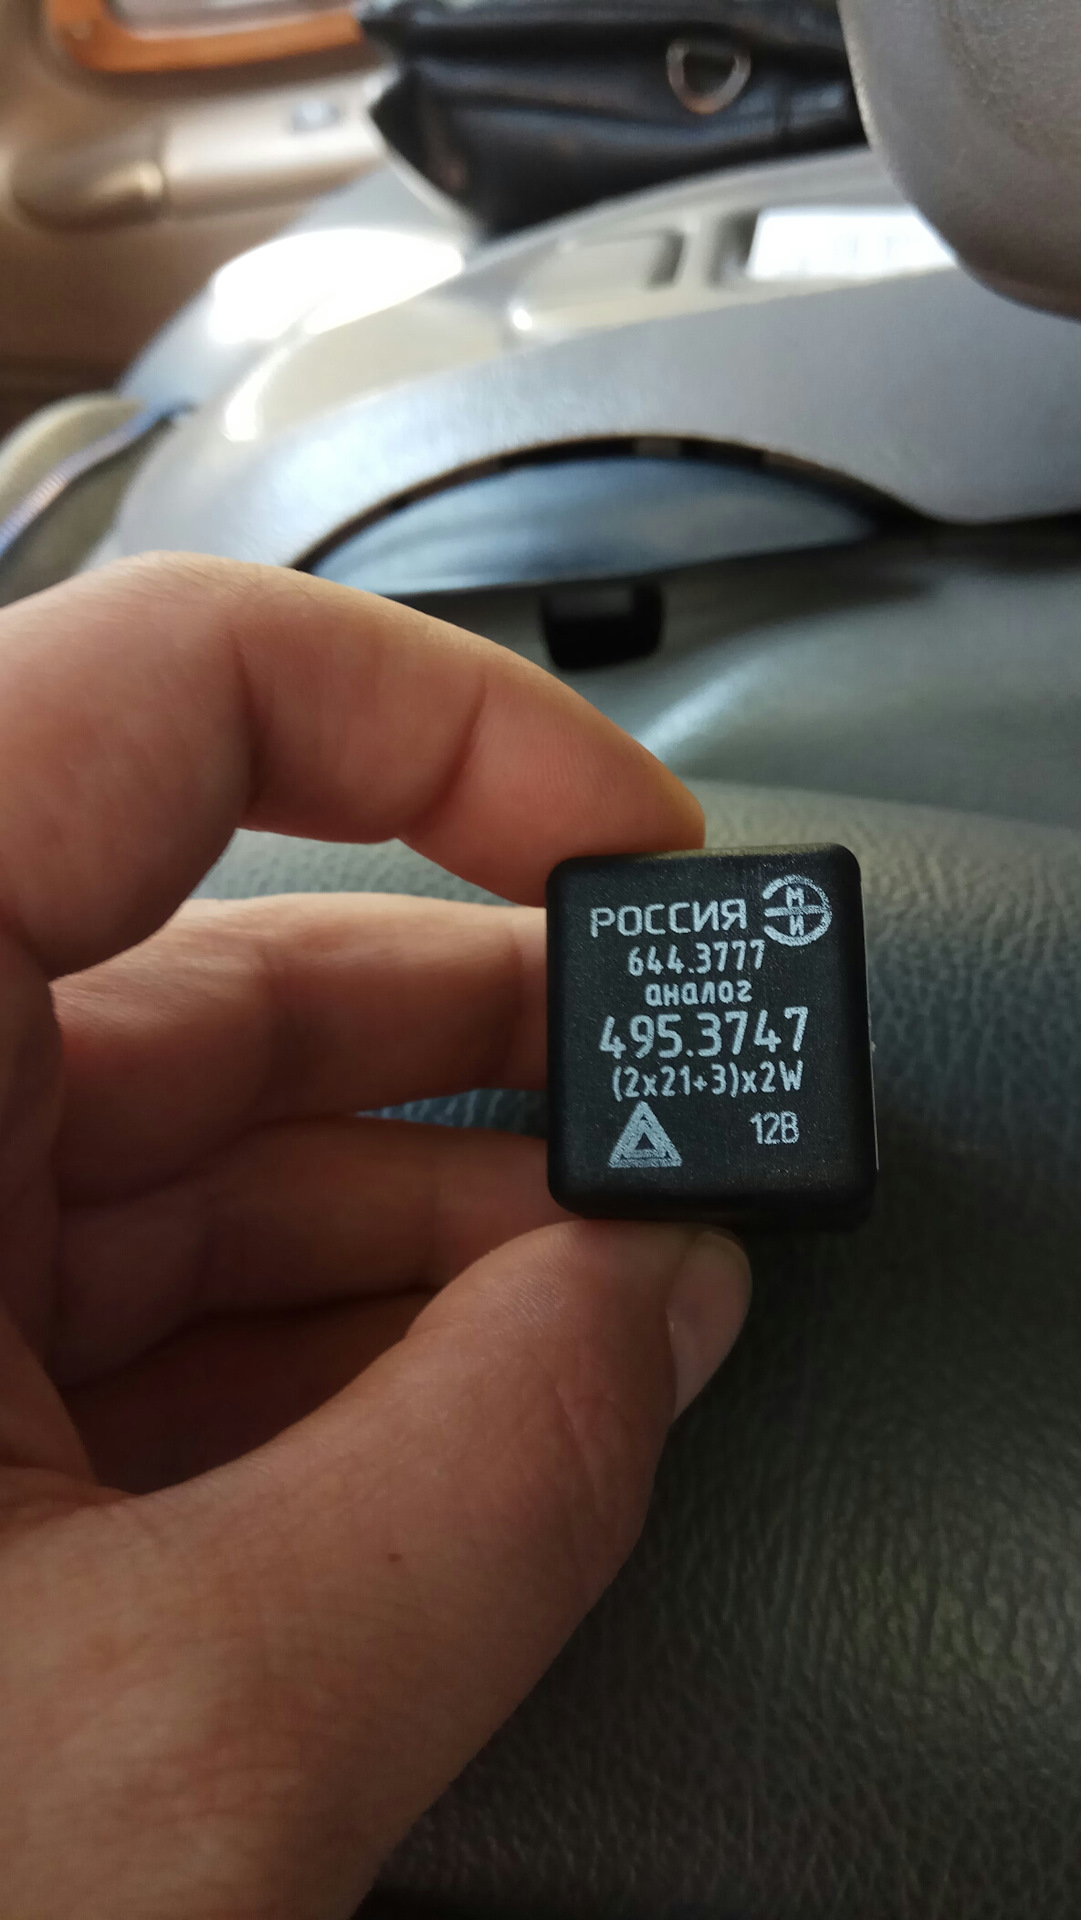 РОССИЯ
М
И
644.3777
аналог
495.3747
(2x21+3)x2W
12В